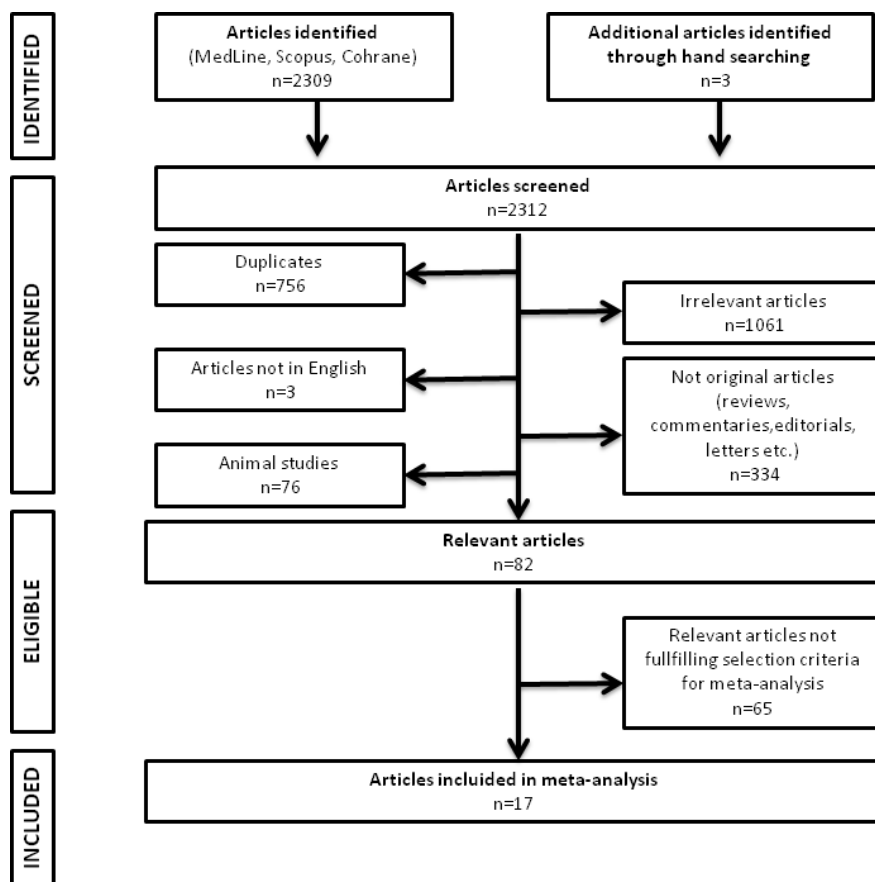 IDENTIFIED
Articles identified
(MedLine, Scopus, Cohrane)
n=2309
Additional articles identified
through hand searching
n=3
SCREENED
Articles screened
n=2312
Duplicates
n=756
Irrelevant articles
n=1061
Articles not in English
n=3
Not original articles
(reviews,
commentaries,editorials,
letters etc.)
n=334
Animal studies
n=76
ELIGIBLE
Relevant articles
n=82
Relevant articles not
fullfilling selection criteria
for meta-analysis
n=65
INCLUDED
Articles incluided in meta-analysis
n=17